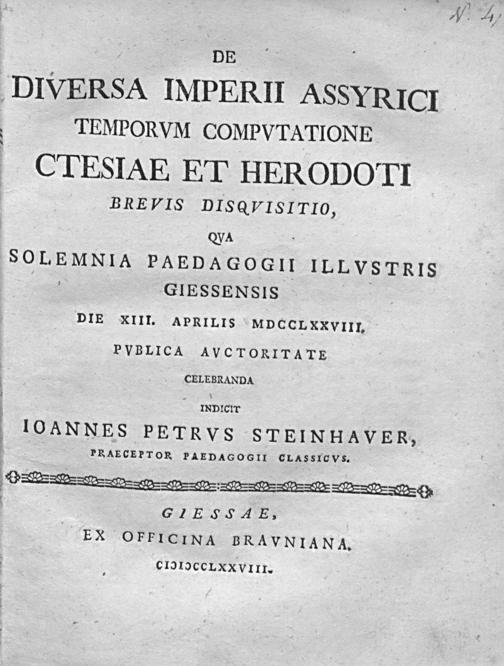 N. 4,
DE
DIVERSA IMPERII ASSYRICI
TEMPORVM COMPVTATIONE
CTESIAE ET HERODOTI
BREVIS DISQVISITIO,
QVA
SOLEMNIA PAEDAGOGII ILLVSTRIS
GIESSENSIS
DIE XIII. APRILIS MDCCLXXVIII.
PVBLICA AVCTORITATE
CELEBRANDA
INDICIT
IOANNES PETRVS STEINHAVER,
PRAECEPTOR PAEDAGOGII CLASSICVS.
GIESSAE,
EX OFFICINA BRAVNIANA.
CIƆIƆCCLXXVIII.